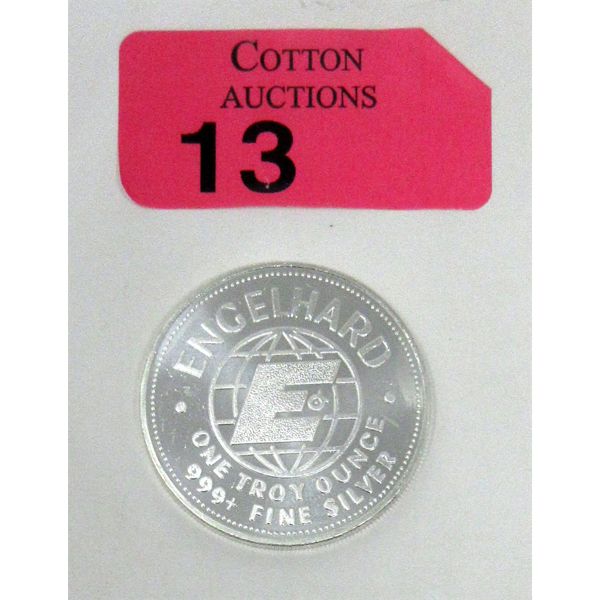 COTTON
AUCTIONS
13
ENGELHARD
E
ONE TROY OUNCE
999+ FINE SILVER